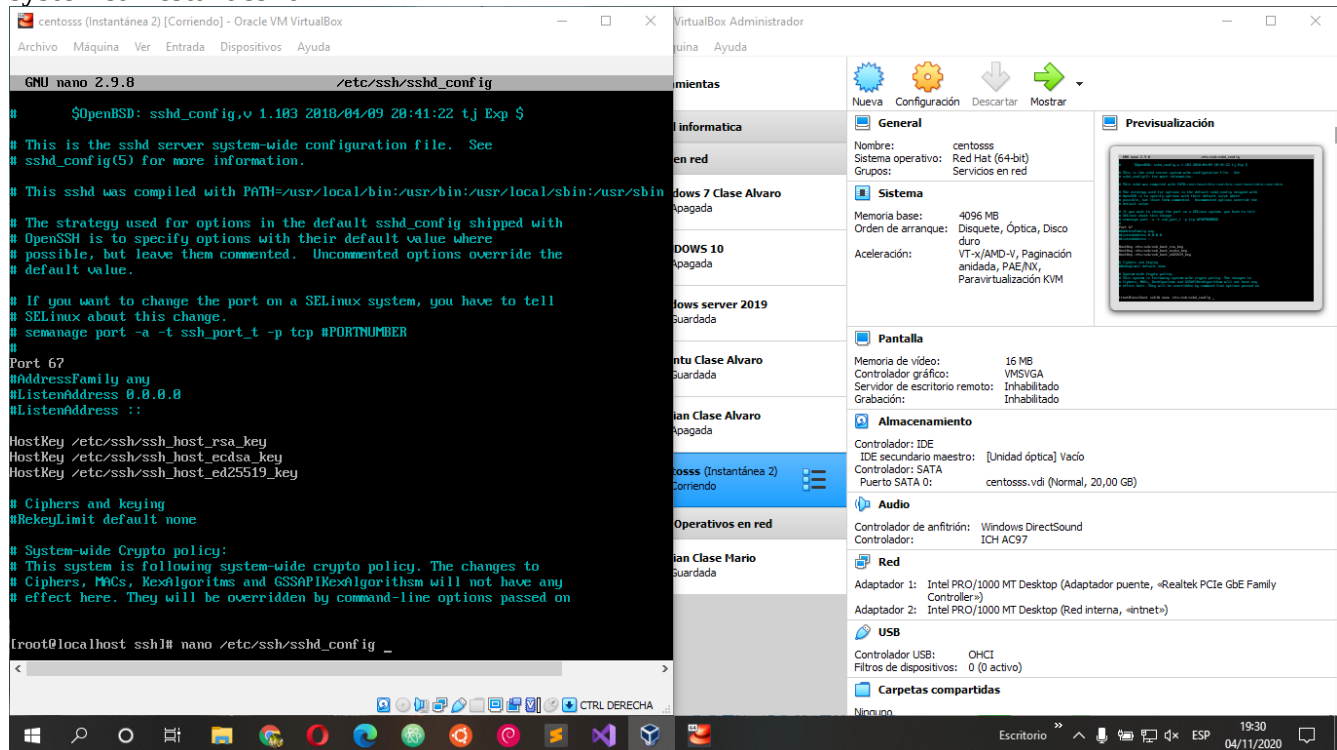 centosss (Instantánea 2) [Corriendo] - Oracle VM VirtualBox
Archivo Máquina Ver Entrada Dispositivos Ayuda
GNU nano 2.9.8 /etc/ssh/sshd_config
# $OpenBSD: sshd_config,v 1.103 2018/04/09 20:41:22 tj Exp $
# This is the sshd server system-wide configuration file. See
# sshd_config(5) for more information.
# This sshd was compiled with PATH=/usr/local/bin:/usr/bin:/usr/local/sbin:/usr/sbin
# The strategy used for options in the default sshd_config shipped with
# OpenSSH is to specify options with their default value where
# possible, but leave them commented. Uncommented options override the
# default value.
# If you want to change the port on a SELinux system, you have to tell
# SELinux about this change.
# semanage port -a -t ssh_port_t -p tcp #PORTNUMBER
#
Port 67
#AddressFamily any
#ListenAddress 0.0.0.0
#ListenAddress ::
HostKey /etc/ssh/ssh_host_rsa_key
HostKey /etc/ssh/ssh_host_ecdsa_key
HostKey /etc/ssh/ssh_host_ed25519_key
# Ciphers and keying
#RekeyLimit default none
# System-wide Crypto policy:
# This system is following system-wide crypto policy. The changes to
# Ciphers, MACs, KexAlgoritms and GSSAPIKexAlgorithsm will not have any
# effect here. They will be overridden by command-line options passed on
[root@localhost ssh]# nano /etc/ssh/sshd_config _
CTRL DERECHA
VirtualBox Administrador
quina Ayuda
mientas
l informatica
en red
dows 7 Clase Alvaro
Apagada
DOWS 10
Apagada
dows server 2019
Guardada
ntu Clase Alvaro
Guardada
ian Clase Alvaro
Apagada
tosss (Instantánea 2)
Corriendo
Operativos en red
ian Clase Mario
Guardada
Nueva Configuración Descartar Mostrar
General
Nombre: centosss
Sistema operativo: Red Hat (64-bit)
Grupos: Servicios en red
Previsualización
Sistema
Memoria base: 4096 MB
Orden de arranque: Disquete, Óptica, Disco
duro
Aceleración: VT-x/AMD-V, Paginación
anidada, PAE/NX,
Paravirtualización KVM
Pantalla
Memoria de vídeo: 16 MB
Controlador gráfico: VMSVGA
Servidor de escritorio remoto: Inhabilitado
Grabación: Inhabilitado
Almacenamiento
Controlador: IDE
IDE secundario maestro: [Unidad óptica] Vacío
Controlador: SATA
Puerto SATA 0: centosss.vdi (Normal, 20,00 GB)
Audio
Controlador de anfitrión: Windows DirectSound
Controlador: ICH AC97
Red
Adaptador 1: Intel PRO/1000 MT Desktop (Adaptador puente, «Realtek PCIe GbE Family
Controller»)
Adaptador 2: Intel PRO/1000 MT Desktop (Red interna, «intnet»)
USB
Controlador USB: OHCI
Filtros de dispositivos: 0 (0 activo)
Carpetas compartidas
Ninguno
Escritorio » ESP 19:30
04/11/2020